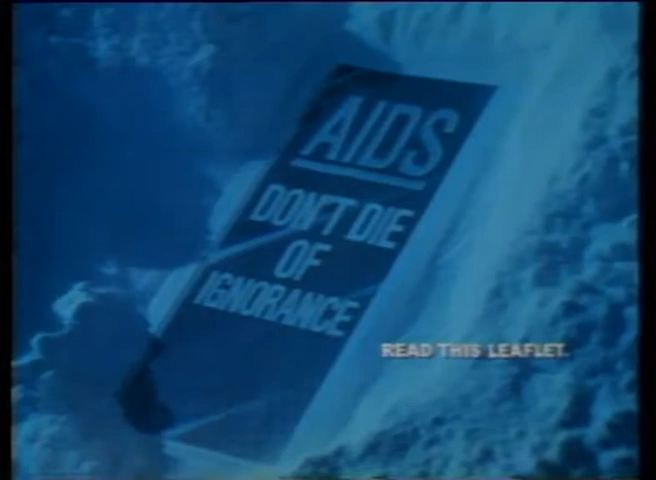 AIDS
DON'T DIE
OF
IGNORANCE
READ THIS LEAFLET.